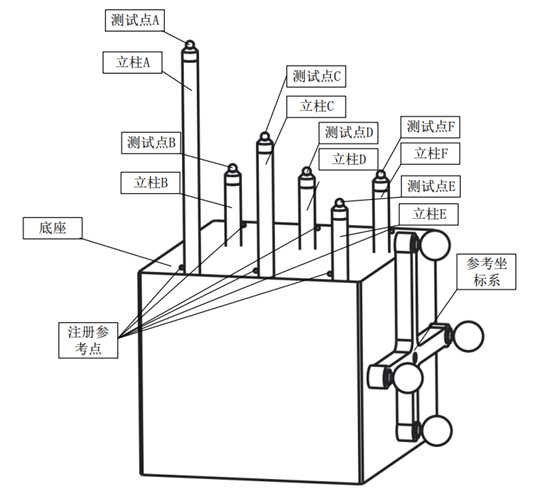 测试点A
立柱A
测试点C
立柱C
测试点B
测试点D
测试点F
立柱B
立柱D
立柱F
测试点E
立柱E
底座
参考坐
标系
注册参
考点